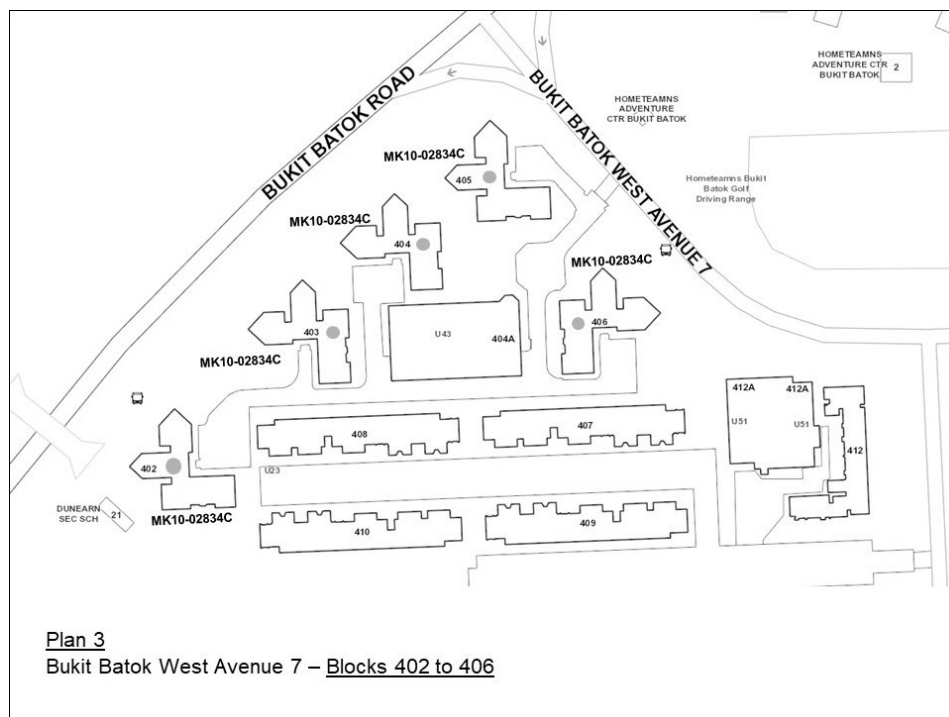 HOMETEAMNS
ADVENTURE CTR
BUKIT BATOK
2
BUKIT BATOK ROAD
BUKIT BATOK WEST AVENUE 7
HOMETEAMNS
ADVENTURE
CTR BUKIT BATOK
MK10-02834C
405
Hometeamns Bukit
Batok Golf
Driving Range
MK10-02834C
404
MK10-02834C
406
403
U43
404A
MK10-02834C
412A
412A
U51
U51
412
408
407
402
U23
DUNEARN
SEC SCH
21
MK10-02834C
410
409
Plan 3
Bukit Batok West Avenue 7 – Blocks 402 to 406